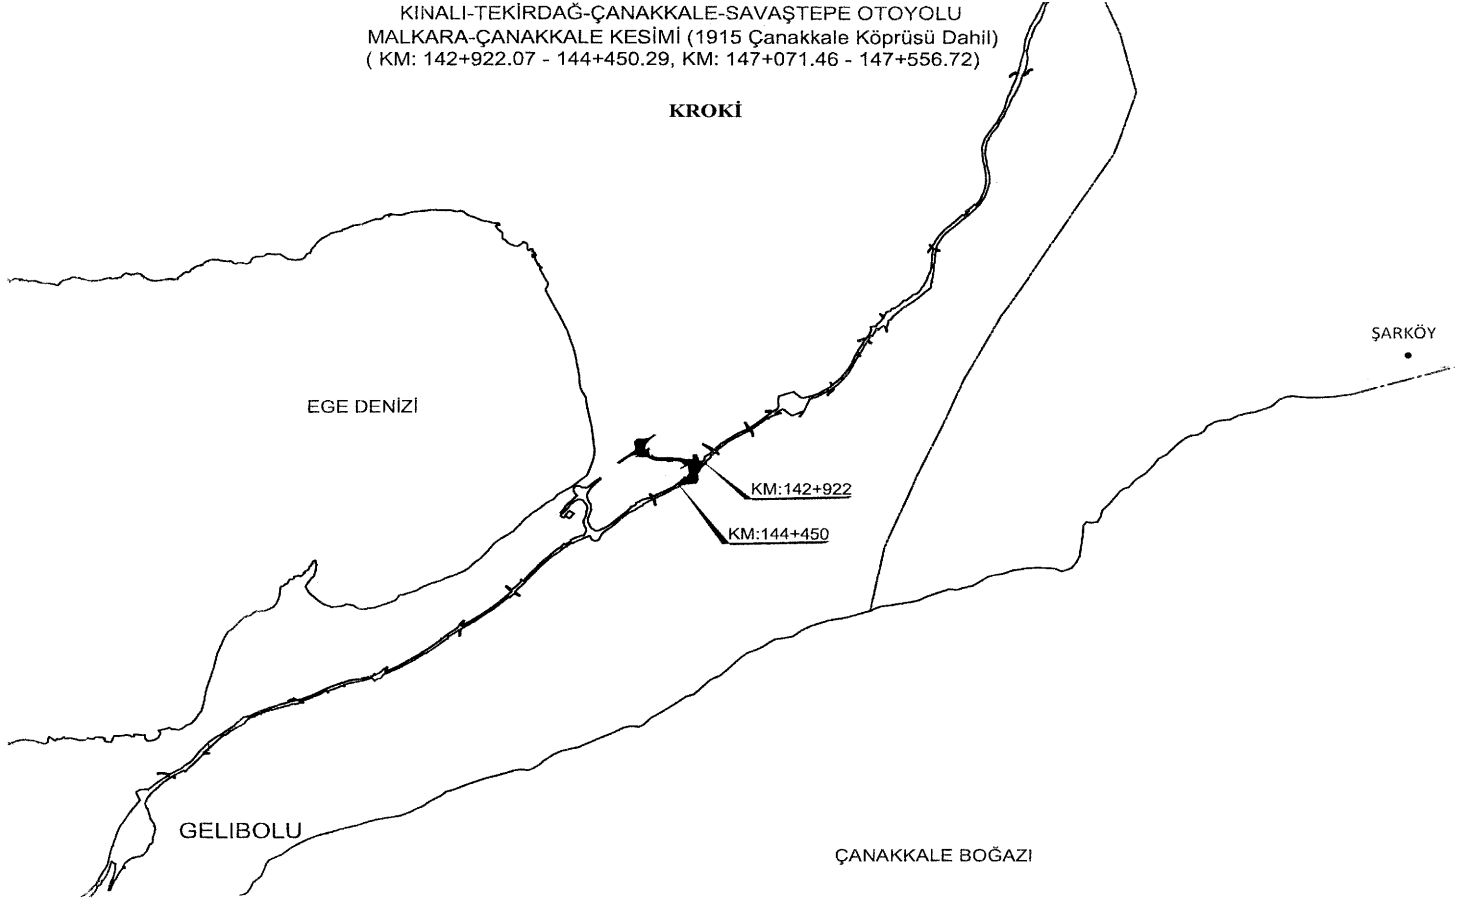 KINALI-TEKİRDAĞ-ÇANAKKALE-SAVAŞTEPE OTOYOLU
MALKARA-ÇANAKKALE KESİMİ (1915 Çanakkale Köprüsü Dahil)
( KM: 142+922.07 - 144+450.29, KM: 147+071.46 - 147+556.72)
KROKİ
ŞARKÖY
EGE DENİZİ
KM:142+922
KM:144+450
GELIBOLU
ÇANAKKALE BOĞAZI